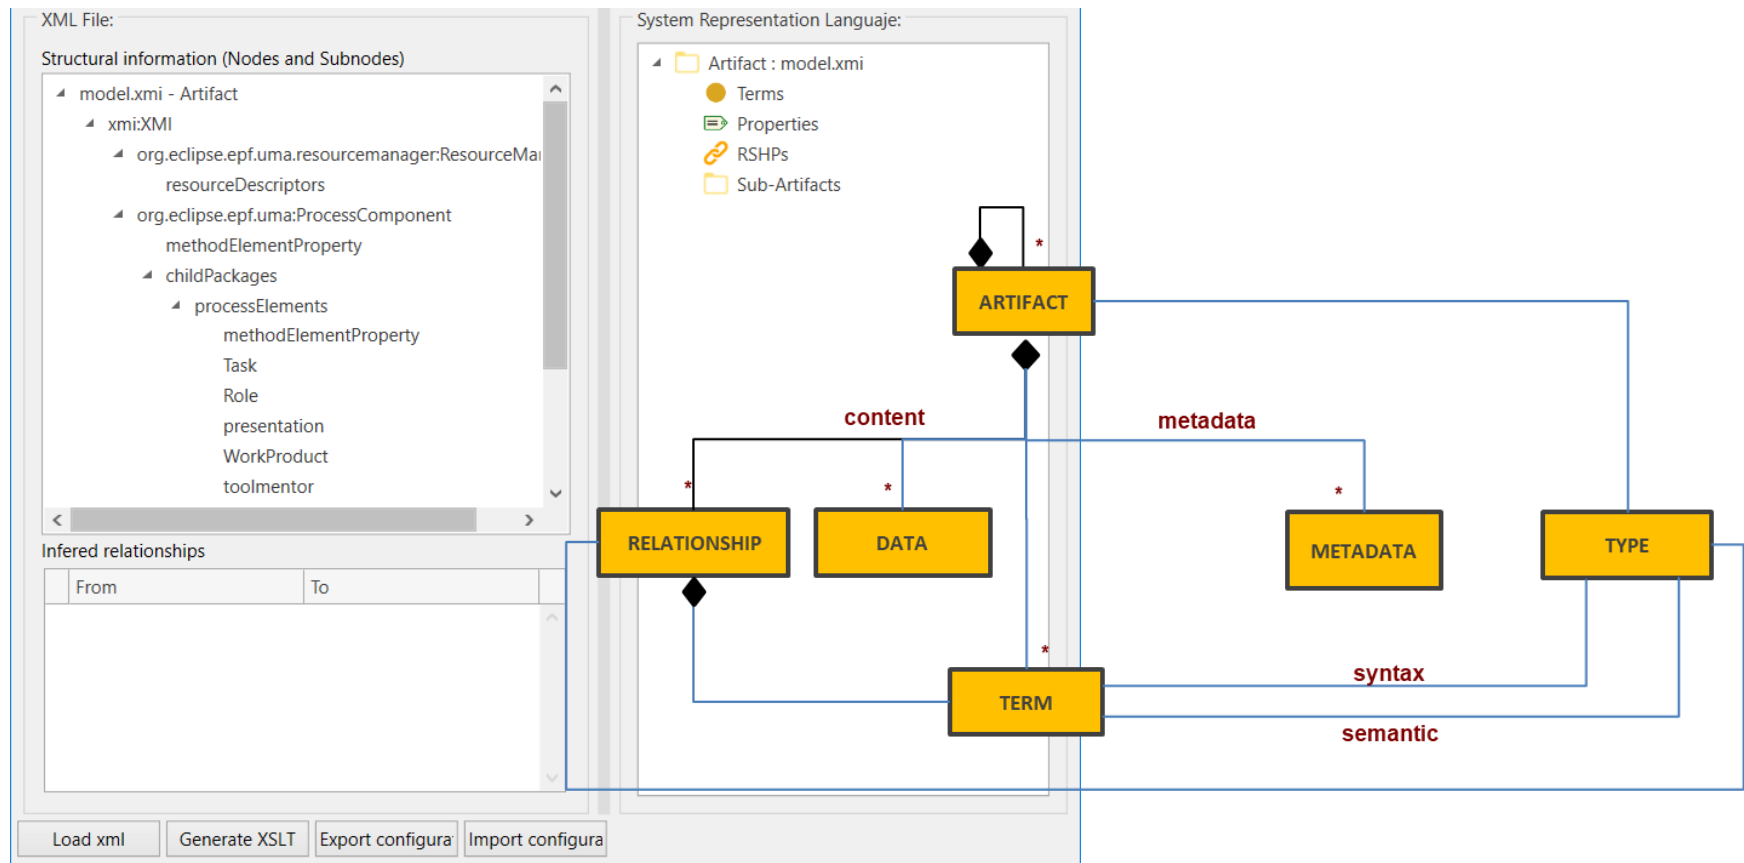 XML File:
Structural information (Nodes and Subnodes)
model.xmi - Artifact
xmi:XMI
org.eclipse.epf.uma.resourcemanager:ResourceMa
resourceDescriptors
org.eclipse.epf.uma:ProcessComponent
methodElementProperty
childPackages
processElements
methodElementProperty
Task
Role
presentation
WorkProduct
toolmentor
Infered relationships
From To
Load xml Generate XSLT Export configura Import configura
System Representation Languaje:
Artifact : model.xmi
Terms
Properties
RSHPs
Sub-Artifacts
*
ARTIFACT
content metadata
* * *
RELATIONSHIP DATA METADATA TYPE
*
TERM
syntax
semantic